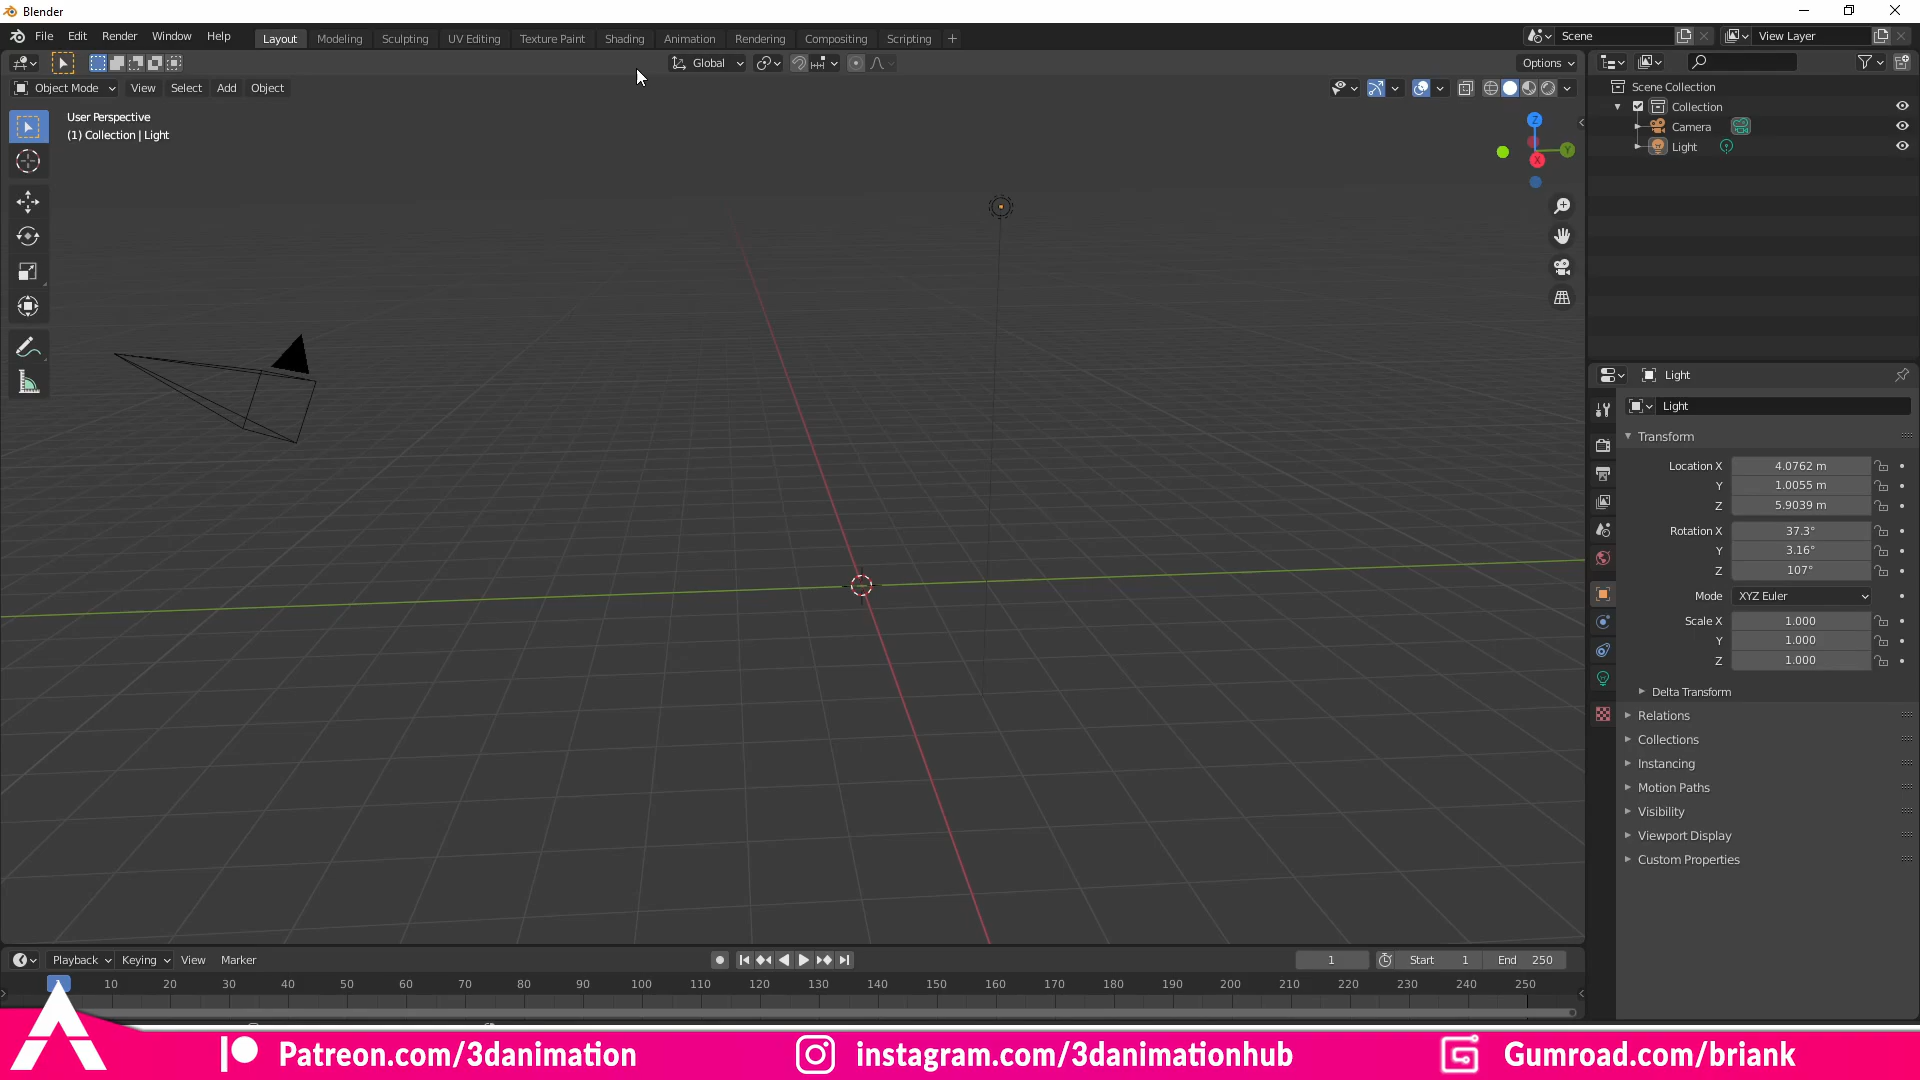 Blender
File Edit Render Window Help Layout Modeling Sculpting UV Editing Texture Paint Shading Animation Rendering Compositing Scripting + Scene View Layer
Global Options
Object Mode View Select Add Object
User Perspective
(1) Collection | Light
Z
Y
X
Scene Collection
Collection
Camera
Light
Light
Light
Transform
Location X 4.0762 m
Y 1.0055 m
Z 5.9039 m
Rotation X 37.3°
Y 3.16°
Z 107°
Mode XYZ Euler
Scale X 1.000
Y 1.000
Z 1.000
Delta Transform
Relations
Collections
Instancing
Motion Paths
Visibility
Viewport Display
Custom Properties
Playback Keying View Marker 1 Start 1 End 250
10 20 30 40 50 60 70 80 90 100 110 120 130 140 150 160 170 180 190 200 210 220 230 240 250
Patreon.com/3danimation instagram.com/3danimationhub Gumroad.com/briank